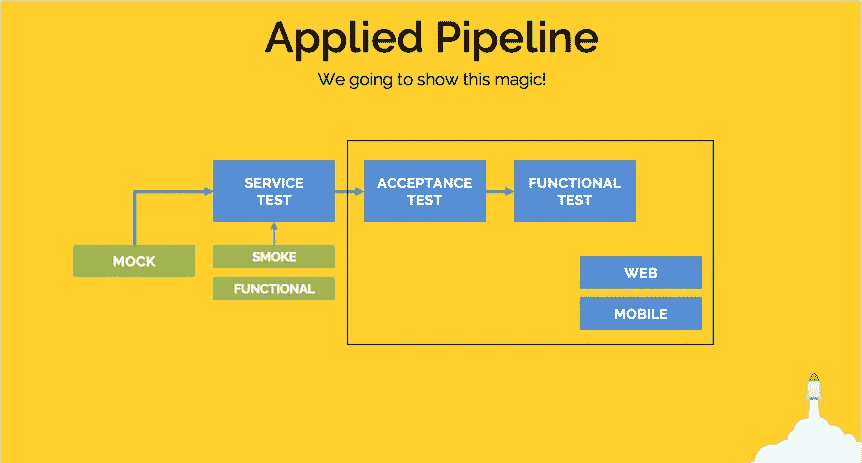 Applied Pipeline
We going to show this magic!
SERVICE
TEST
ACCEPTANCE
TEST
FUNCTIONAL
TEST
MOCK
SMOKE
FUNCTIONAL
WEB
MOBILE